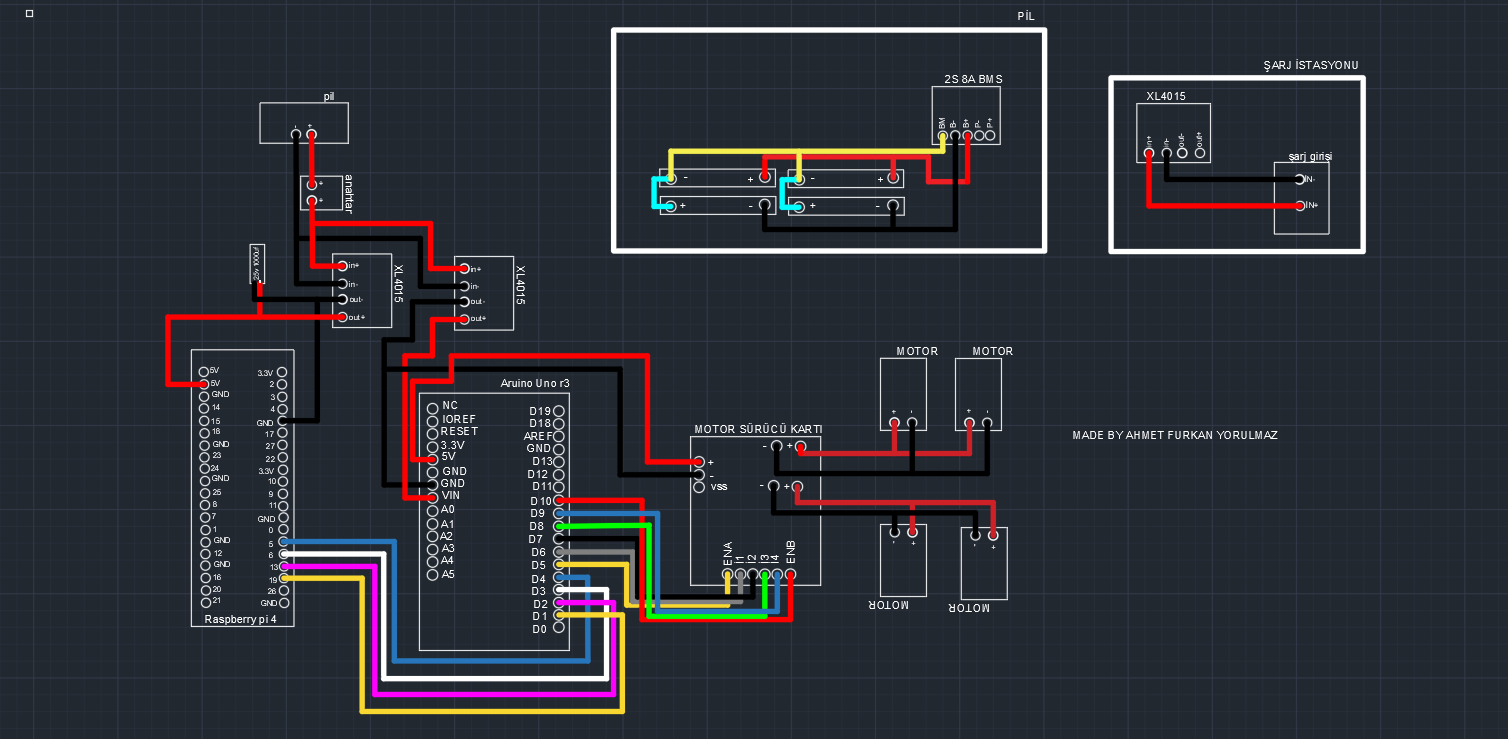 PİL
2S 8A BMS
BM
B-
B+
P-
P+
-
+
-
+
+
-
+
-
ŞARJ İSTASYONU
XL4015
in+
in-
out-
out+
şarj girişi
IN-
IN+
pil
-
+
+
+
anahtar
25v 1000uf
in+
in-
out-
out+
XL4015
in+
in-
out-
out+
XL4015
5V
5V
GND
14
15
18
GND
23
24
GND
25
8
7
1
GND
12
GND
16
20
21
3.3V
2
3
4
GND
17
27
22
3.3V
10
9
11
GND
0
5
6
13
19
26
GND
Raspberry pi 4
Aruino Uno r3
NC
IOREF
RESET
3.3V
5V
GND
GND
VIN
A0
A1
A2
A3
A4
A5
D19
D18
AREF
GND
D13
D12
D11
D10
D9
D8
D7
D6
D5
D4
D3
D2
D1
D0
MOTOR SÜRÜCÜ KARTI
+
-
vss
-
+
-
+
ENA
I1
I2
I3
I4
ENB
MOTOR
+
-
MOTOR
+
-
-
+
MOTOR
-
+
MOTOR
MADE BY AHMET FURKAN YORULMAZ